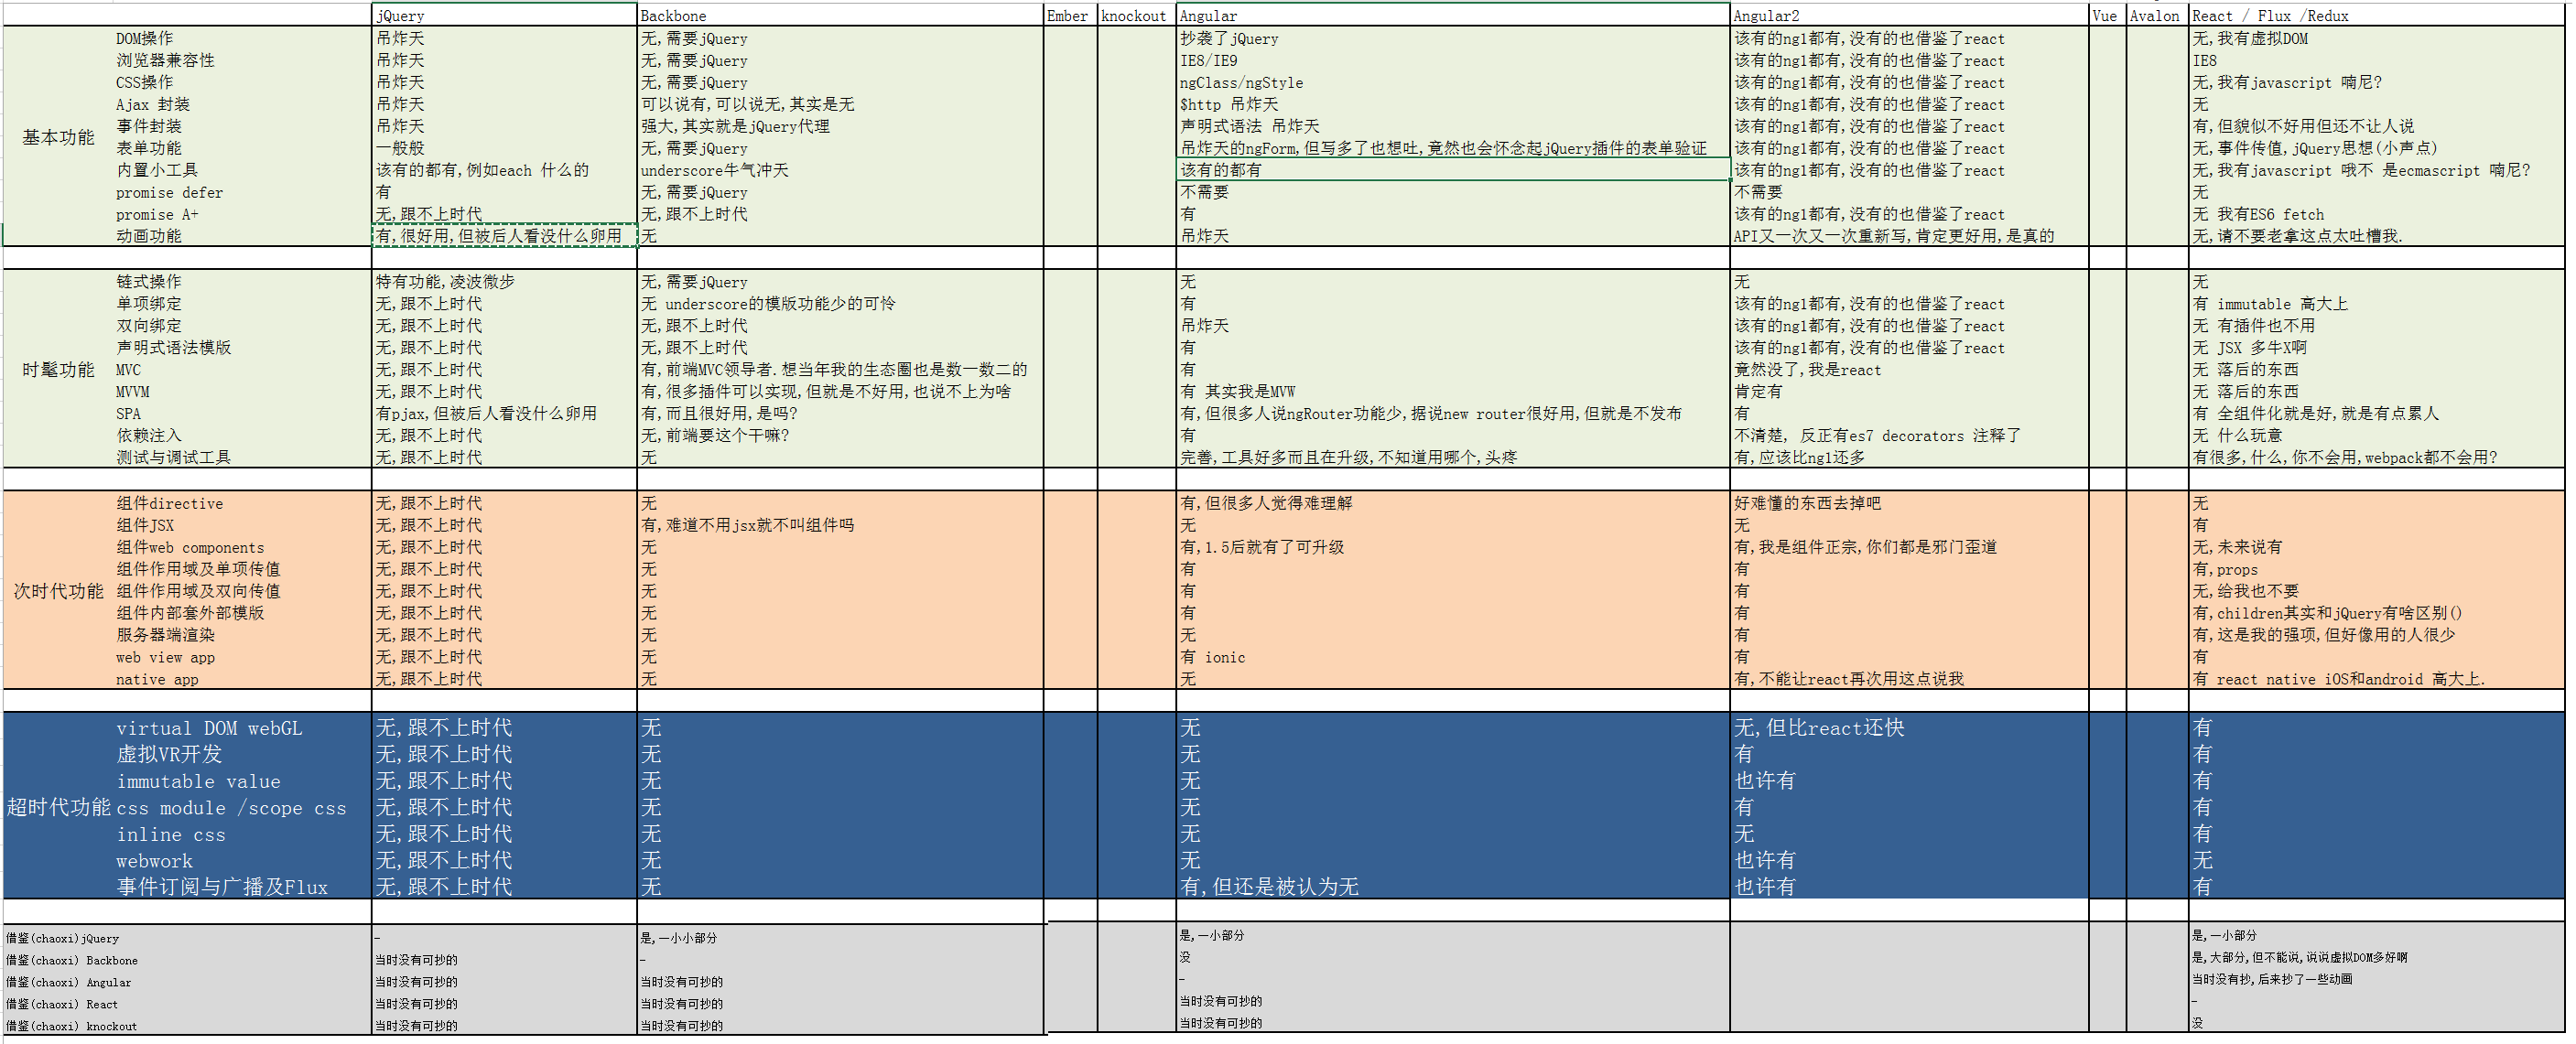 jQuery Backbone Ember knockout Angular Angular2 Vue Avalon React / Flux /Redux
DOM操作 吊炸天 无,需要jQuery 抄袭了jQuery 该有的ng1都有,没有的也借鉴了react 无,我有虚拟DOM
浏览器兼容性 吊炸天 无,需要jQuery IE8/IE9 该有的ng1都有,没有的也借鉴了react IE8
CSS操作 吊炸天 无,需要jQuery ngClass/ngStyle 该有的ng1都有,没有的也借鉴了react 无,我有javascript 喃尼?
Ajax 封装 吊炸天 可以说有,可以说无,其实是无 $http 吊炸天 该有的ng1都有,没有的也借鉴了react 无
基本功能 事件封装 吊炸天 强大,其实就是jQuery代理 声明式语法 吊炸天 该有的ng1都有,没有的也借鉴了react 有,但貌似不好用但还不让人说
表单功能 一般般 无,需要jQuery 吊炸天的ngForm,但写多了也想吐,竟然也会怀念起jQuery插件的表单验证 该有的ng1都有,没有的也借鉴了react 无,事件传值,jQuery思想(小声点)
内置小工具 该有的都有,例如each 什么的 underscore牛气冲天 该有的都有 该有的ng1都有,没有的也借鉴了react 无,我有javascript 哦不 是ecmascript 喃尼?
promise defer 有 无,需要jQuery 不需要 不需要 无
promise A+ 无,跟不上时代 无,跟不上时代 有 该有的ng1都有,没有的也借鉴了react 无 我有ES6 fetch
动画功能 有,很好用,但被后人看没什么卵用 无 吊炸天 API又一次又一次重新写,肯定更好用,是真的 无,请不要老拿这点太吐槽我.
链式操作 特有功能,凌波微步 无,需要jQuery 无 无 无
单项绑定 无,跟不上时代 无 underscore的模版功能少的可怜 有 该有的ng1都有,没有的也借鉴了react 有 immutable 高大上
双向绑定 无,跟不上时代 无,跟不上时代 吊炸天 该有的ng1都有,没有的也借鉴了react 无 有插件也不用
声明式语法模版 无,跟不上时代 无,跟不上时代 有 该有的ng1都有,没有的也借鉴了react 无 JSX 多牛X啊
时髦功能 MVC 无,跟不上时代 有,前端MVC领导者.想当年我的生态圈也是数一数二的 有 竟然没了,我是react 无 落后的东西
MVVM 无,跟不上时代 有,很多插件可以实现,但就是不好用,也说不上为啥 有 其实我是MVW 肯定有 无 落后的东西
SPA 有pjax,但被后人看没什么卵用 有,而且很好用,是吗? 有,但很多人说ngRouter功能少,据说new router很好用,但就是不发布 有 有 全组件化就是好,就是有点累人
依赖注入 无,跟不上时代 无,前端要这个干嘛? 有 不清楚, 反正有es7 decorators 注释了 无 什么玩意
测试与调试工具 无,跟不上时代 无 完善,工具好多而且在升级,不知道用哪个,头疼 有,应该比ng1还多 有很多,什么,你不会用,webpack都不会用?
组件directive 无,跟不上时代 无 有,但很多人觉得难理解 好难懂的东西去掉吧 无
组件JSX 无,跟不上时代 有,难道不用jsx就不叫组件吗 无 无 有
组件web components 无,跟不上时代 无 有,1.5后就有了可升级 有,我是组件正宗,你们都是邪门歪道 无,未来说有
组件作用域及单项传值 无,跟不上时代 无 有 有 有,props
次时代功能 组件作用域及双向传值 无,跟不上时代 无 有 有 无,给我也不要
组件内部套外部模版 无,跟不上时代 无 有 有 有,children其实和jQuery有啥区别()
服务器端渲染 无,跟不上时代 无 无 有 有,这是我的强项,但好像用的人很少
web view app 无,跟不上时代 无 有 ionic 有 有
native app 无,跟不上时代 无 无 有,不能让react再次用这点说我 有 react native iOS和android 高大上.
virtual DOM webGL 无,跟不上时代 无 无 无,但比react还快 有
虚拟VR开发 无,跟不上时代 无 无 有 有
immutable value 无,跟不上时代 无 无 也许有 有
超时代功能 css module /scope css 无,跟不上时代 无 无 有 有
inline css 无,跟不上时代 无 无 无 有
webwork 无,跟不上时代 无 无 也许有 无
事件订阅与广播及Flux 无,跟不上时代 无 有,但还是被认为无 也许有 有
借鉴(chaoxi)jQuery - 是,一小小部分 是,一小部分 是,一小部分
借鉴(chaoxi) Backbone 当时没有可抄的 - 没 是,大部分,但不能说,说说虚拟DOM多好啊
借鉴(chaoxi) Angular 当时没有可抄的 当时没有可抄的 - 当时没有抄,后来抄了一些动画
借鉴(chaoxi) React 当时没有可抄的 当时没有可抄的 当时没有可抄的 -
借鉴(chaoxi) knockout 当时没有可抄的 当时没有可抄的 当时没有可抄的 没